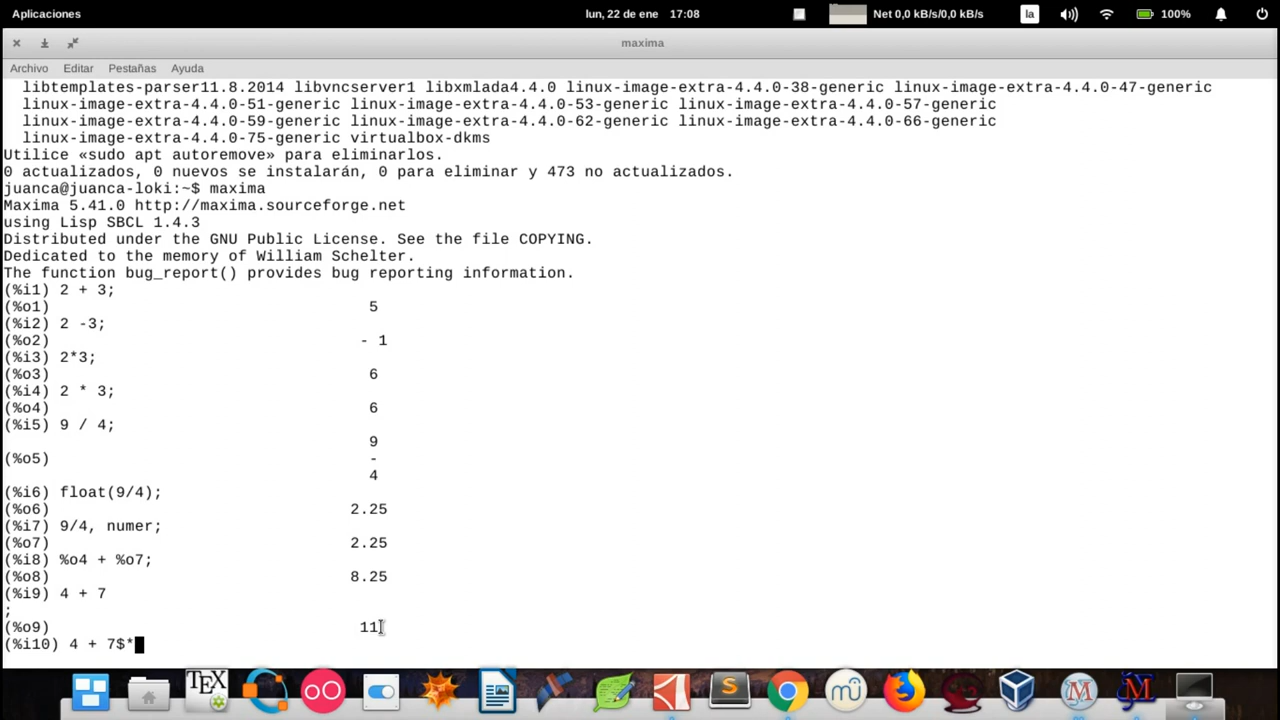 Aplicaciones lun, 22 de ene 17:08 Net 0,0 kB/s/0,0 kB/s la 100%
maxima
Archivo Editar Pestañas Ayuda
libtemplates-parser11.8.2014 libvncserver1 libxmlada4.4.0 linux-image-extra-4.4.0-38-generic linux-image-extra-4.4.0-47-generic
linux-image-extra-4.4.0-51-generic linux-image-extra-4.4.0-53-generic linux-image-extra-4.4.0-57-generic
linux-image-extra-4.4.0-59-generic linux-image-extra-4.4.0-62-generic linux-image-extra-4.4.0-66-generic
linux-image-extra-4.4.0-75-generic virtualbox-dkms
Utilice «sudo apt autoremove» para eliminarlos.
0 actualizados, 0 nuevos se instalarán, 0 para eliminar y 473 no actualizados.
juanca@juanca-loki:~$ maxima
Maxima 5.41.0 http://maxima.sourceforge.net
using Lisp SBCL 1.4.3
Distributed under the GNU Public License. See the file COPYING.
Dedicated to the memory of William Schelter.
The function bug_report() provides bug reporting information.
(%i1) 2 + 3;
(%o1) 5
(%i2) 2 -3;
(%o2) - 1
(%i3) 2*3;
(%o3) 6
(%i4) 2 * 3;
(%o4) 6
(%i5) 9 / 4;
9
(%o5) -
4
(%i6) float(9/4);
(%o6) 2.25
(%i7) 9/4, numer;
(%o7) 2.25
(%i8) %o4 + %o7;
(%o8) 8.25
(%i9) 4 + 7
;
(%o9) 11
(%i10) 4 + 7$*
TEX S mü M M